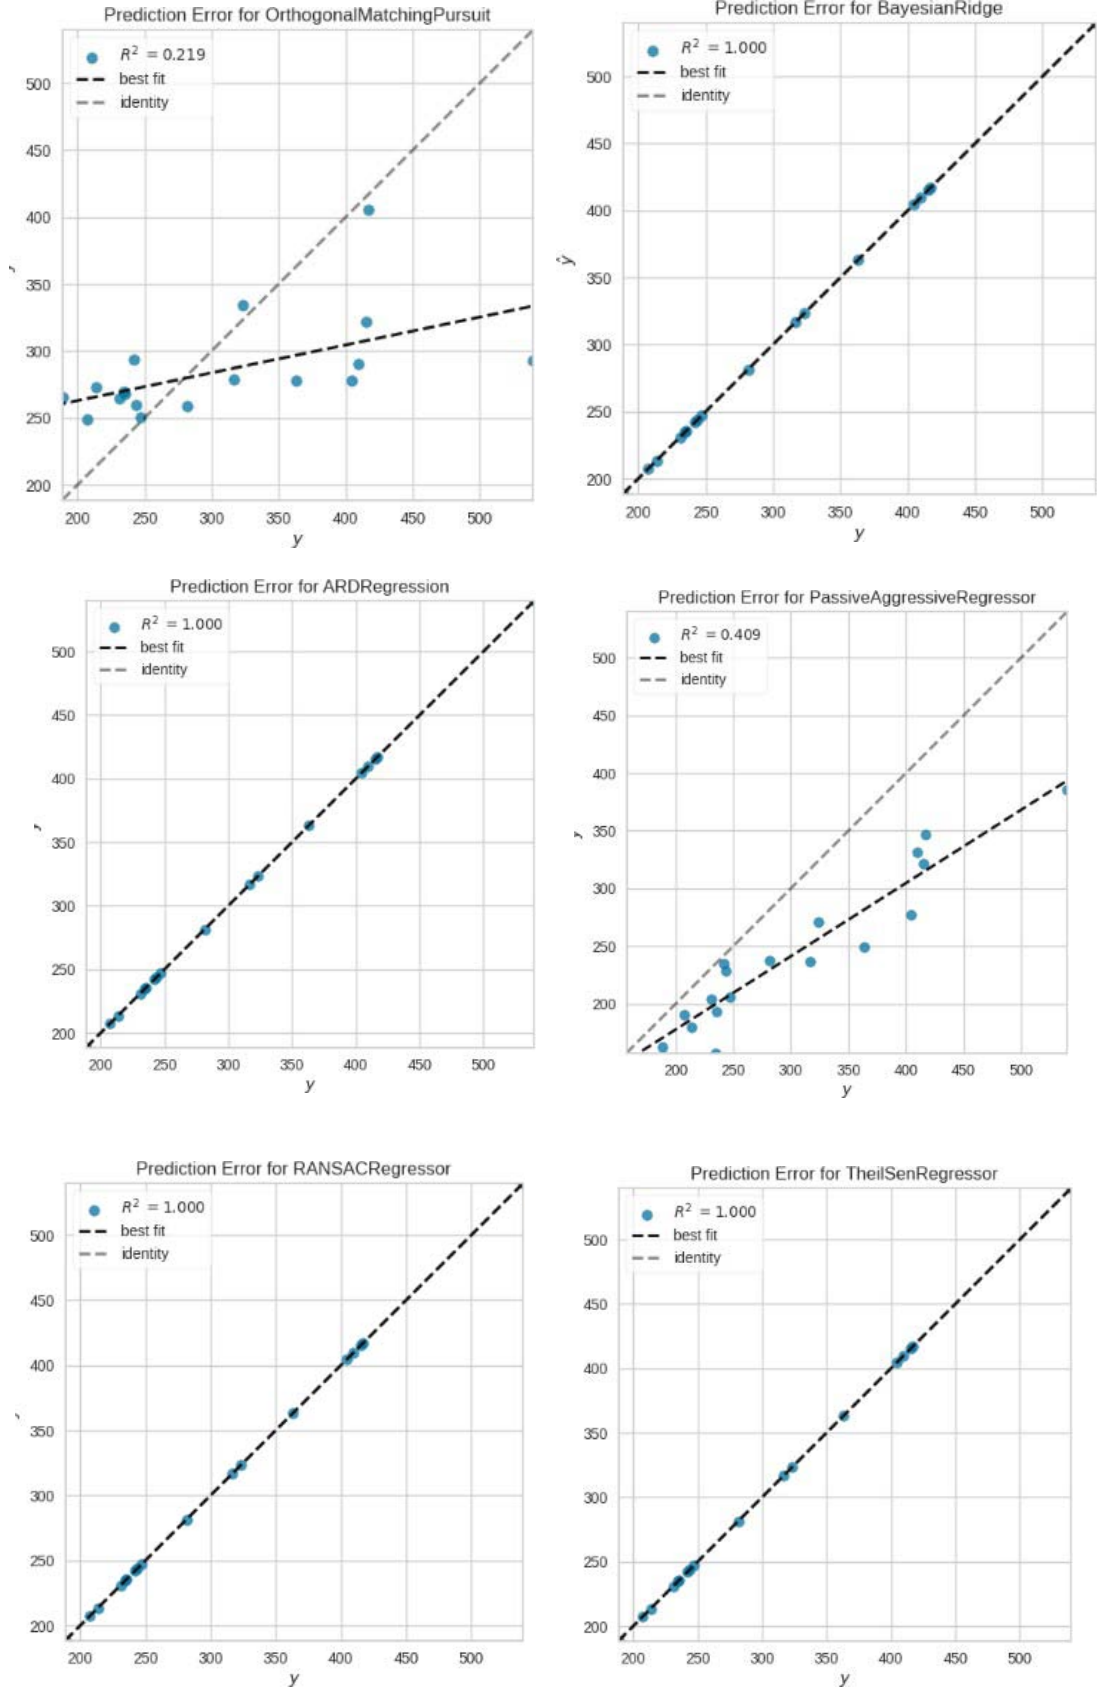 Prediction Error for OrthogonalMatchingPursuit
R² = 0.219
best fit
identity
500
450
400
350
300
250
200
200 250 300 350 400 450 500
y
Prediction Error for BayesianRidge
R² = 1.000
best fit
identity
500
450
400
350
300
250
200
ŷ
200 250 300 350 400 450 500
y
Prediction Error for ARDRegression
R² = 1.000
best fit
identity
500
450
400
350
300
250
200
200 250 300 350 400 450 500
y
Prediction Error for PassiveAggressiveRegressor
R² = 0.409
best fit
identity
500
450
400
350
300
250
200
200 250 300 350 400 450 500
y
Prediction Error for RANSACRegressor
R² = 1.000
best fit
identity
500
450
400
350
300
250
200
200 250 300 350 400 450 500
y
Prediction Error for TheilSenRegressor
R² = 1.000
best fit
identity
500
450
400
350
300
250
200
200 250 300 350 400 450 500
y